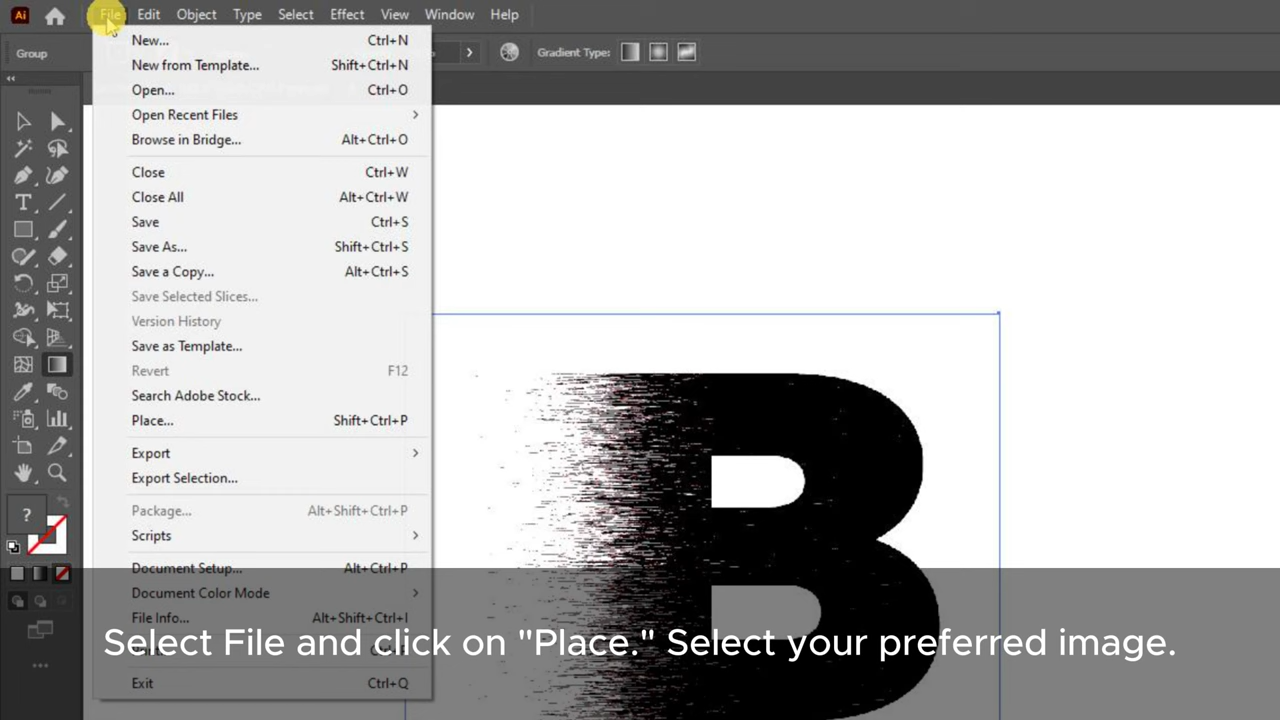 Ai File Edit Object Type Select Effect View Window Help
Group
Gradient Type:
New... Ctrl+N
New from Template... Shift+Ctrl+N
Open... Ctrl+O
Open Recent Files
Browse in Bridge... Alt+Ctrl+O
Close Ctrl+W
Close All Alt+Ctrl+W
Save Ctrl+S
Save As... Shift+Ctrl+S
Save a Copy... Alt+Ctrl+S
Save Selected Slices...
Version History
Save as Template...
Revert F12
Search Adobe Stock...
Place... Shift+Ctrl+P
Export
Export Selection...
Package... Alt+Shift+Ctrl+P
Scripts
Document Setup... Alt+Ctrl+P
Document Color Mode
File Info... Alt+Shift+Ctrl+I
Exit Ctrl+Q
?
B
Select File and click on "Place." Select your preferred image.